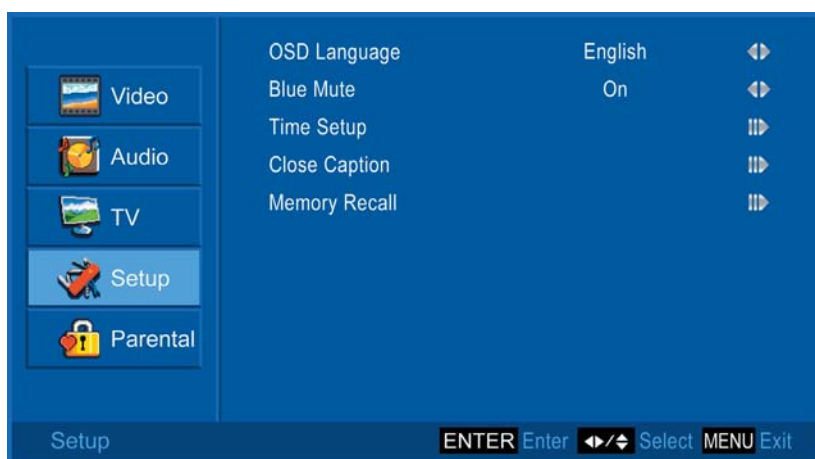 Video
Audio
TV
Setup
Parental
OSD Language English
Blue Mute On
Time Setup
Close Caption
Memory Recall
Setup ENTER Enter / Select MENU Exit